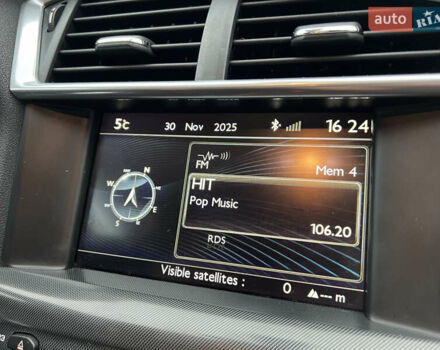 auto RIA
5°C 30 Nov 2025 16 24
FM Mem 4
HIT
Pop Music
106.20
RDS
N
W E
S
Visible satellites : 0 --- m